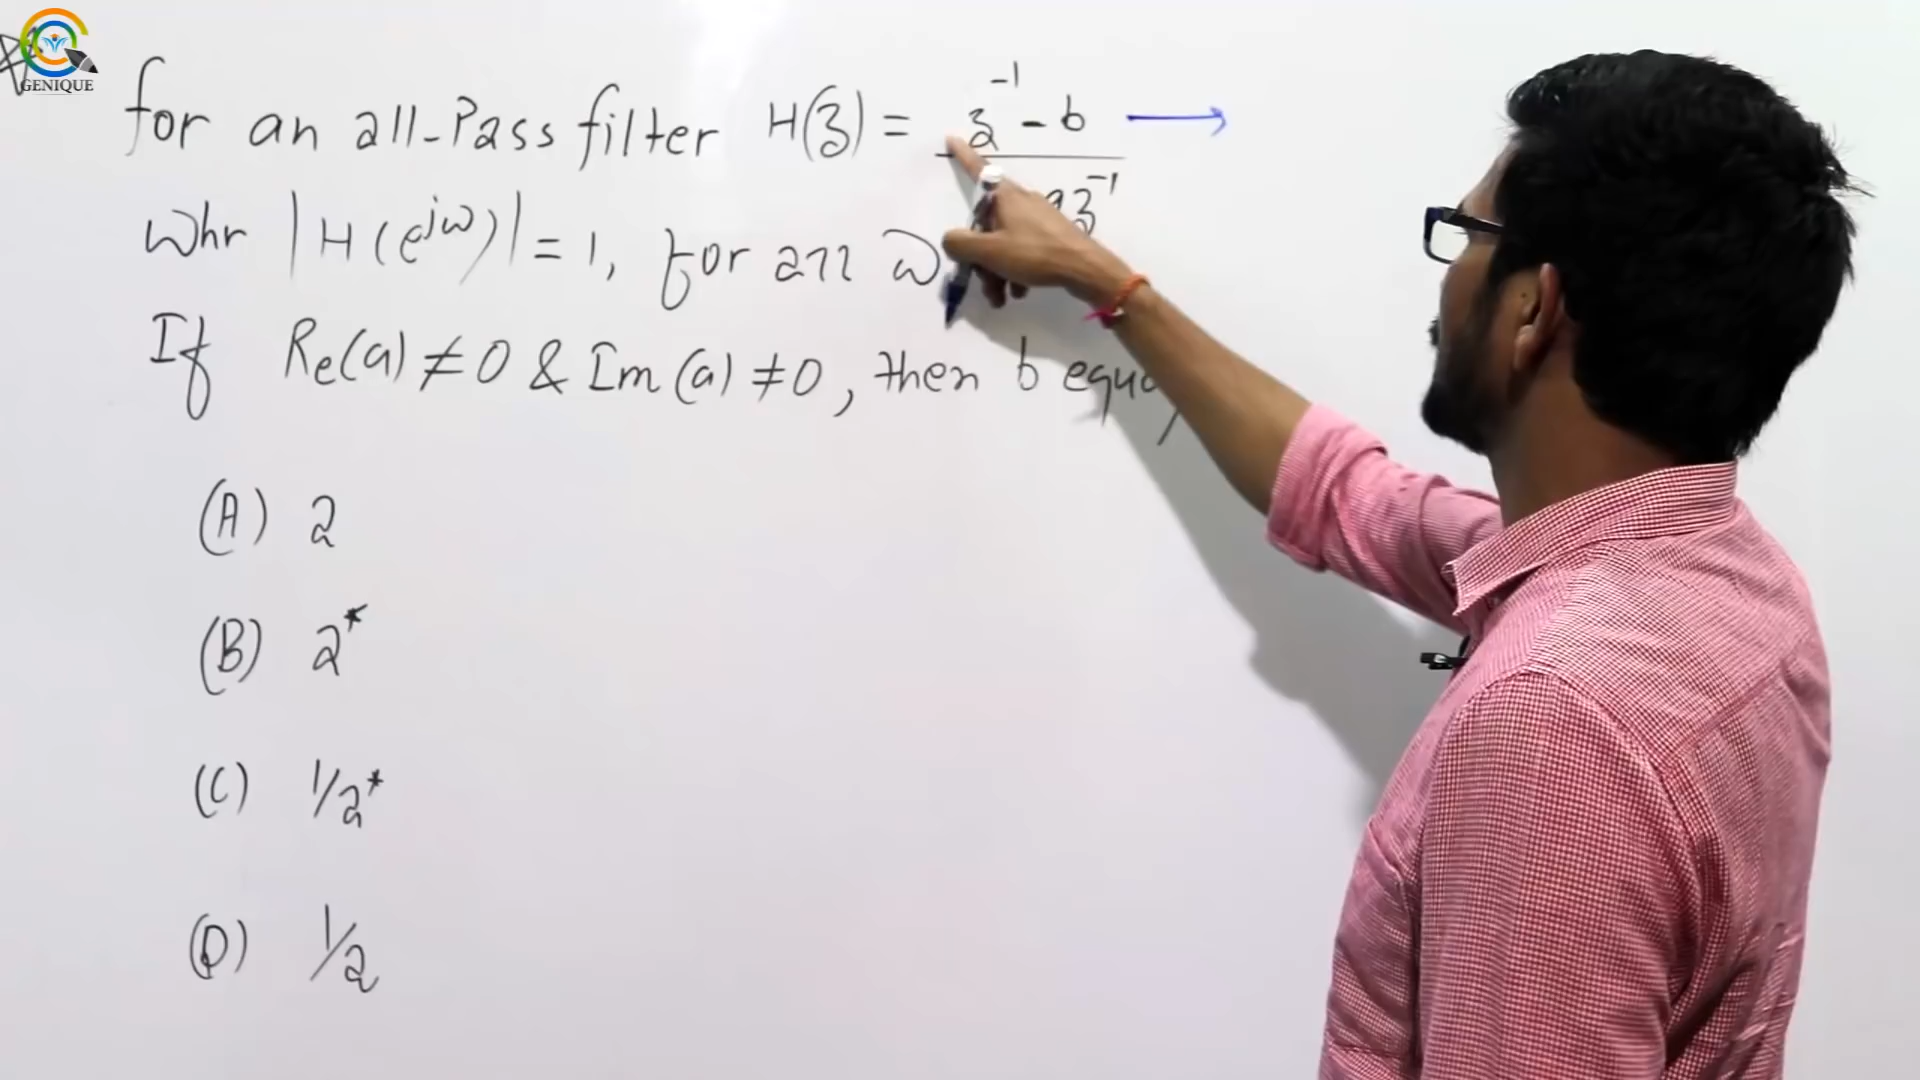 GENIQUE
for an all-Pass filter H(z) = z⁻¹ - b →
z⁻¹
Whr |H(e^jω)| = 1, for all ω
If Re(a) ≠ 0 & Im(a) ≠ 0, then b
(A) a
(B) a*
(C) 1/a*
(D) 1/a